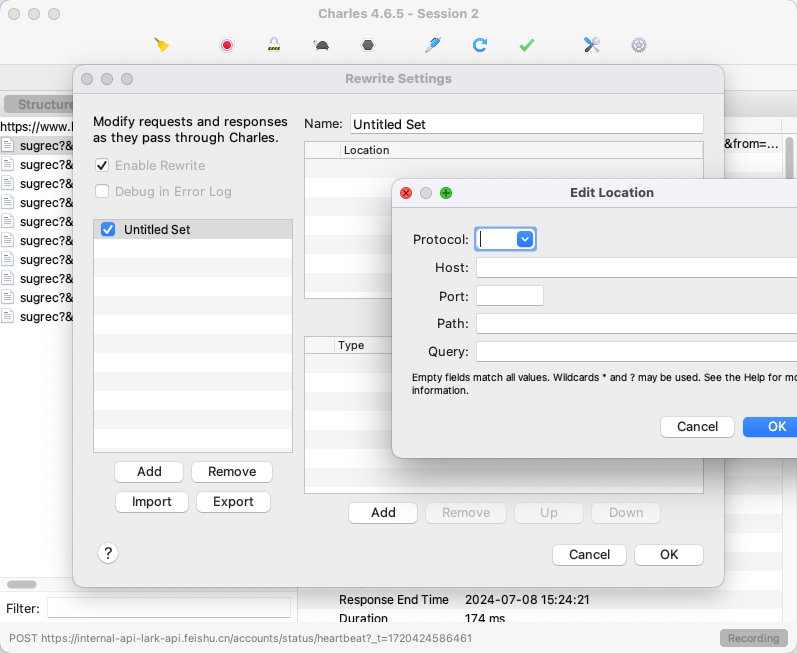 Charles 4.6.5 - Session 2
Structure
https://www.
sugrec?&
sugrec?&
sugrec?&
sugrec?&
sugrec?&
sugrec?&
sugrec?&
sugrec?&
sugrec?&
sugrec?&
&from=...
Rewrite Settings
Modify requests and responses
as they pass through Charles.
Enable Rewrite
Debug in Error Log
Untitled Set
Add
Remove
Import
Export
?
Name:
Untitled Set
Location
Type
Add
Remove
Up
Down
Cancel
OK
Edit Location
Protocol:
Host:
Port:
Path:
Query:
Empty fields match all values. Wildcards * and ? may be used. See the Help for mo
information.
Cancel
OK
Filter:
Response End Time
2024-07-08 15:24:21
Duration
174 ms
POST https://internal-api-lark-api.feishu.cn/accounts/status/heartbeat?_t=1720424586461
Recording